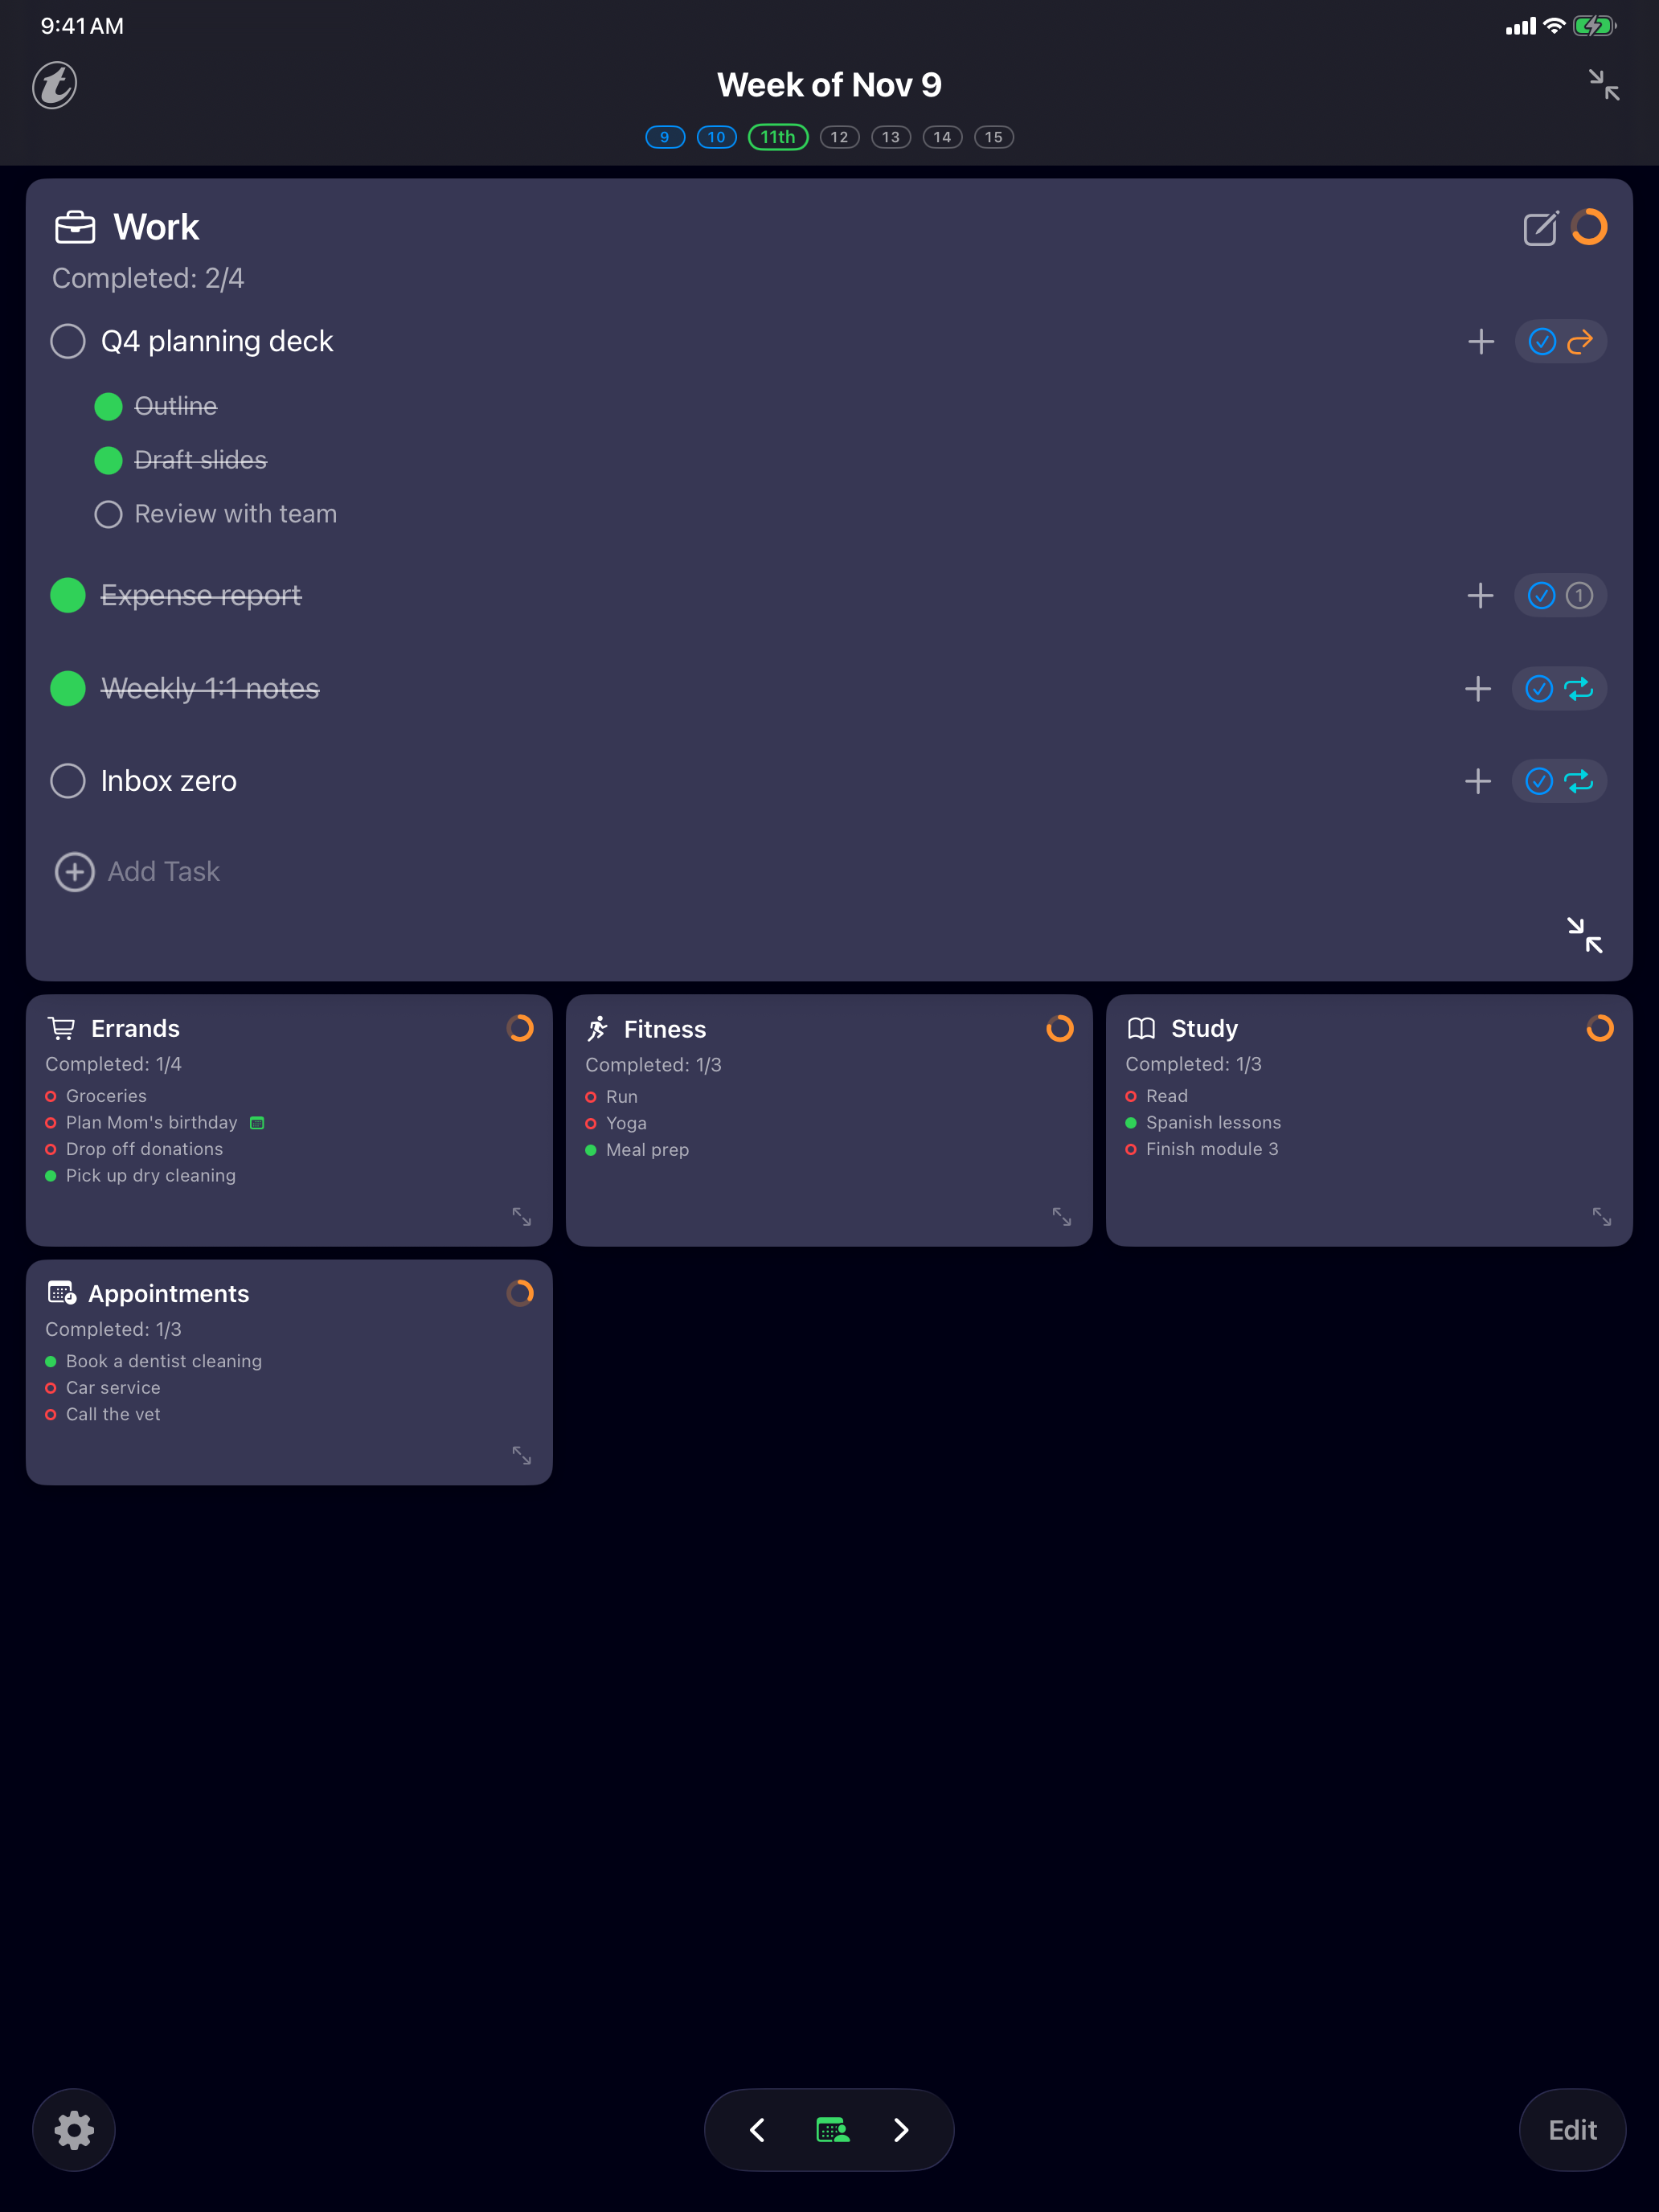 9:41 AM
Week of Nov 9
9 10 11th 12 13 14 15
Work
Completed: 2/4
Q4 planning deck
Outline
Draft slides
Review with team
Expense report
1
Weekly 1:1 notes
Inbox zero
Add Task
Errands
Completed: 1/4
Groceries
Plan Mom's birthday
Drop off donations
Pick up dry cleaning
Fitness
Completed: 1/3
Run
Yoga
Meal prep
Study
Completed: 1/3
Read
Spanish lessons
Finish module 3
Appointments
Completed: 1/3
Book a dentist cleaning
Car service
Call the vet
Edit